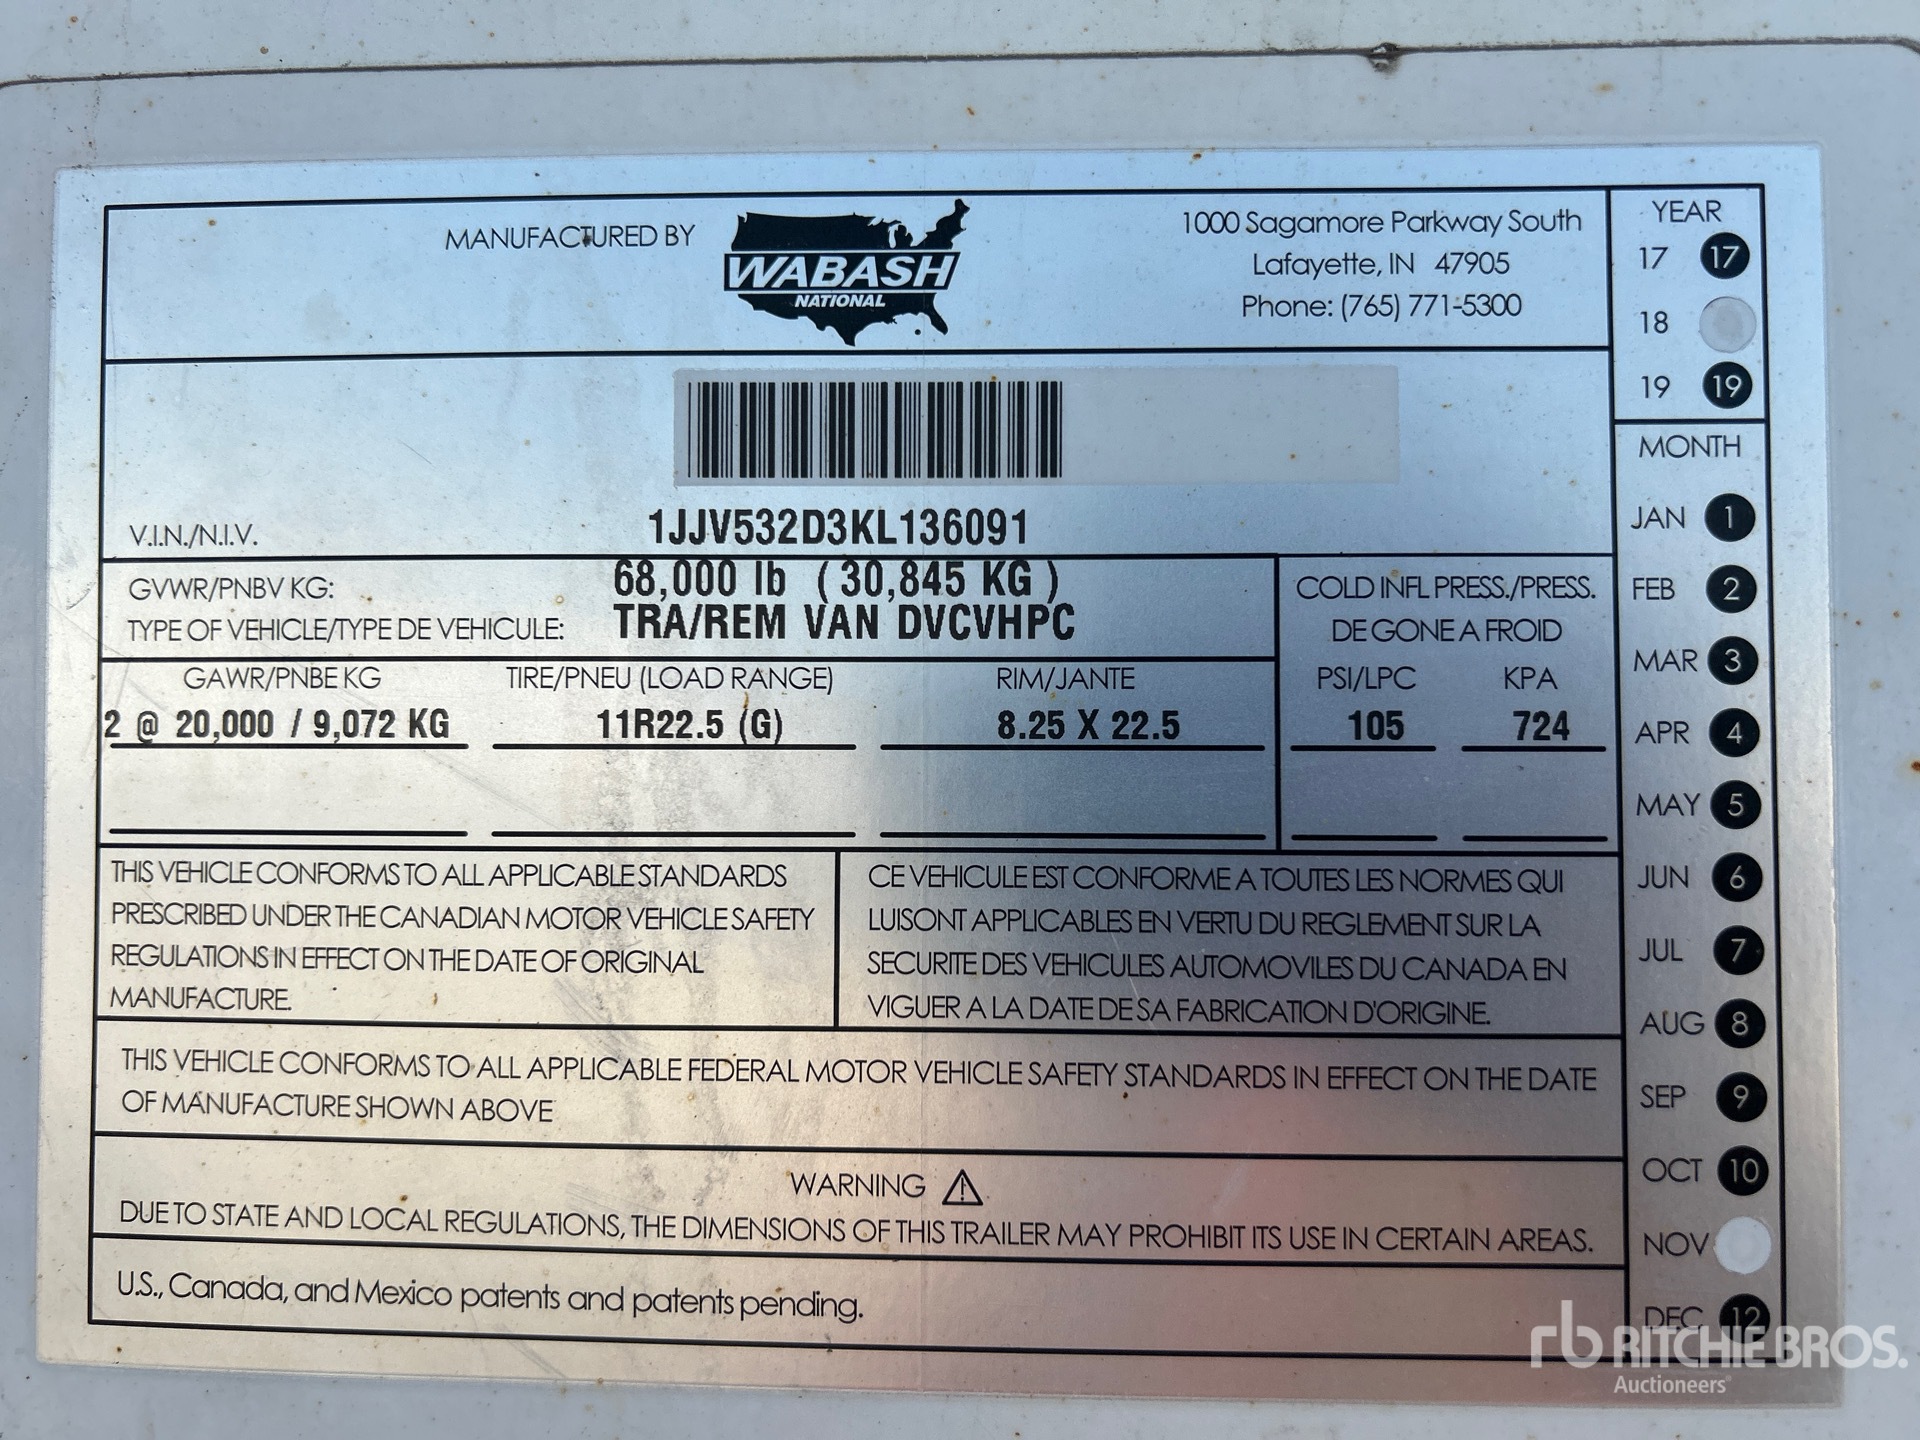 MANUFACTURED BY
WABASH
NATIONAL
1000 Sagamore Parkway South
Lafayette, IN 47905
Phone: (765) 771-5300
V.I.N./N.I.V.
1JJV532D3KL136091
GVWR/PNBV KG: 68,000 lb ( 30,845 KG )
TYPE OF VEHICLE/TYPE DE VEHICULE: TRA/REM VAN DVCVHPC
COLD INFL PRESS./PRESS.
DE GONE A FROID
GAWR/PNBE KG TIRE/PNEU (LOAD RANGE) RIM/JANTE PSI/LPC KPA
2 @ 20,000 / 9,072 KG 11R22.5 (G) 8.25 X 22.5 105 724
THIS VEHICLE CONFORMS TO ALL APPLICABLE STANDARDS
PRESCRIBED UNDER THE CANADIAN MOTOR VEHICLE SAFETY
REGULATIONS IN EFFECT ON THE DATE OF ORIGINAL
MANUFACTURE.
CE VEHICULE EST CONFORME A TOUTES LES NORMES QUI
LUISONT APPLICABLES EN VERTU DU REGLEMENT SUR LA
SECURITE DES VEHICULES AUTOMOVILES DU CANADA EN
VIGUER A LA DATE DE SA FABRICATION D'ORIGINE.
THIS VEHICLE CONFORMS TO ALL APPLICABLE FEDERAL MOTOR VEHICLE SAFETY STANDARDS IN EFFECT ON THE DATE
OF MANUFACTURE SHOWN ABOVE
WARNING
DUE TO STATE AND LOCAL REGULATIONS, THE DIMENSIONS OF THIS TRAILER MAY PROHIBIT ITS USE IN CERTAIN AREAS.
U.S., Canada, and Mexico patents and patents pending.
YEAR
17 17
18
19 19
MONTH
JAN 1
FEB 2
MAR 3
APR 4
MAY 5
JUN 6
JUL 7
AUG 8
SEP 9
OCT 10
NOV
DEC 12
rb RITCHIE BROS.
Auctioneers